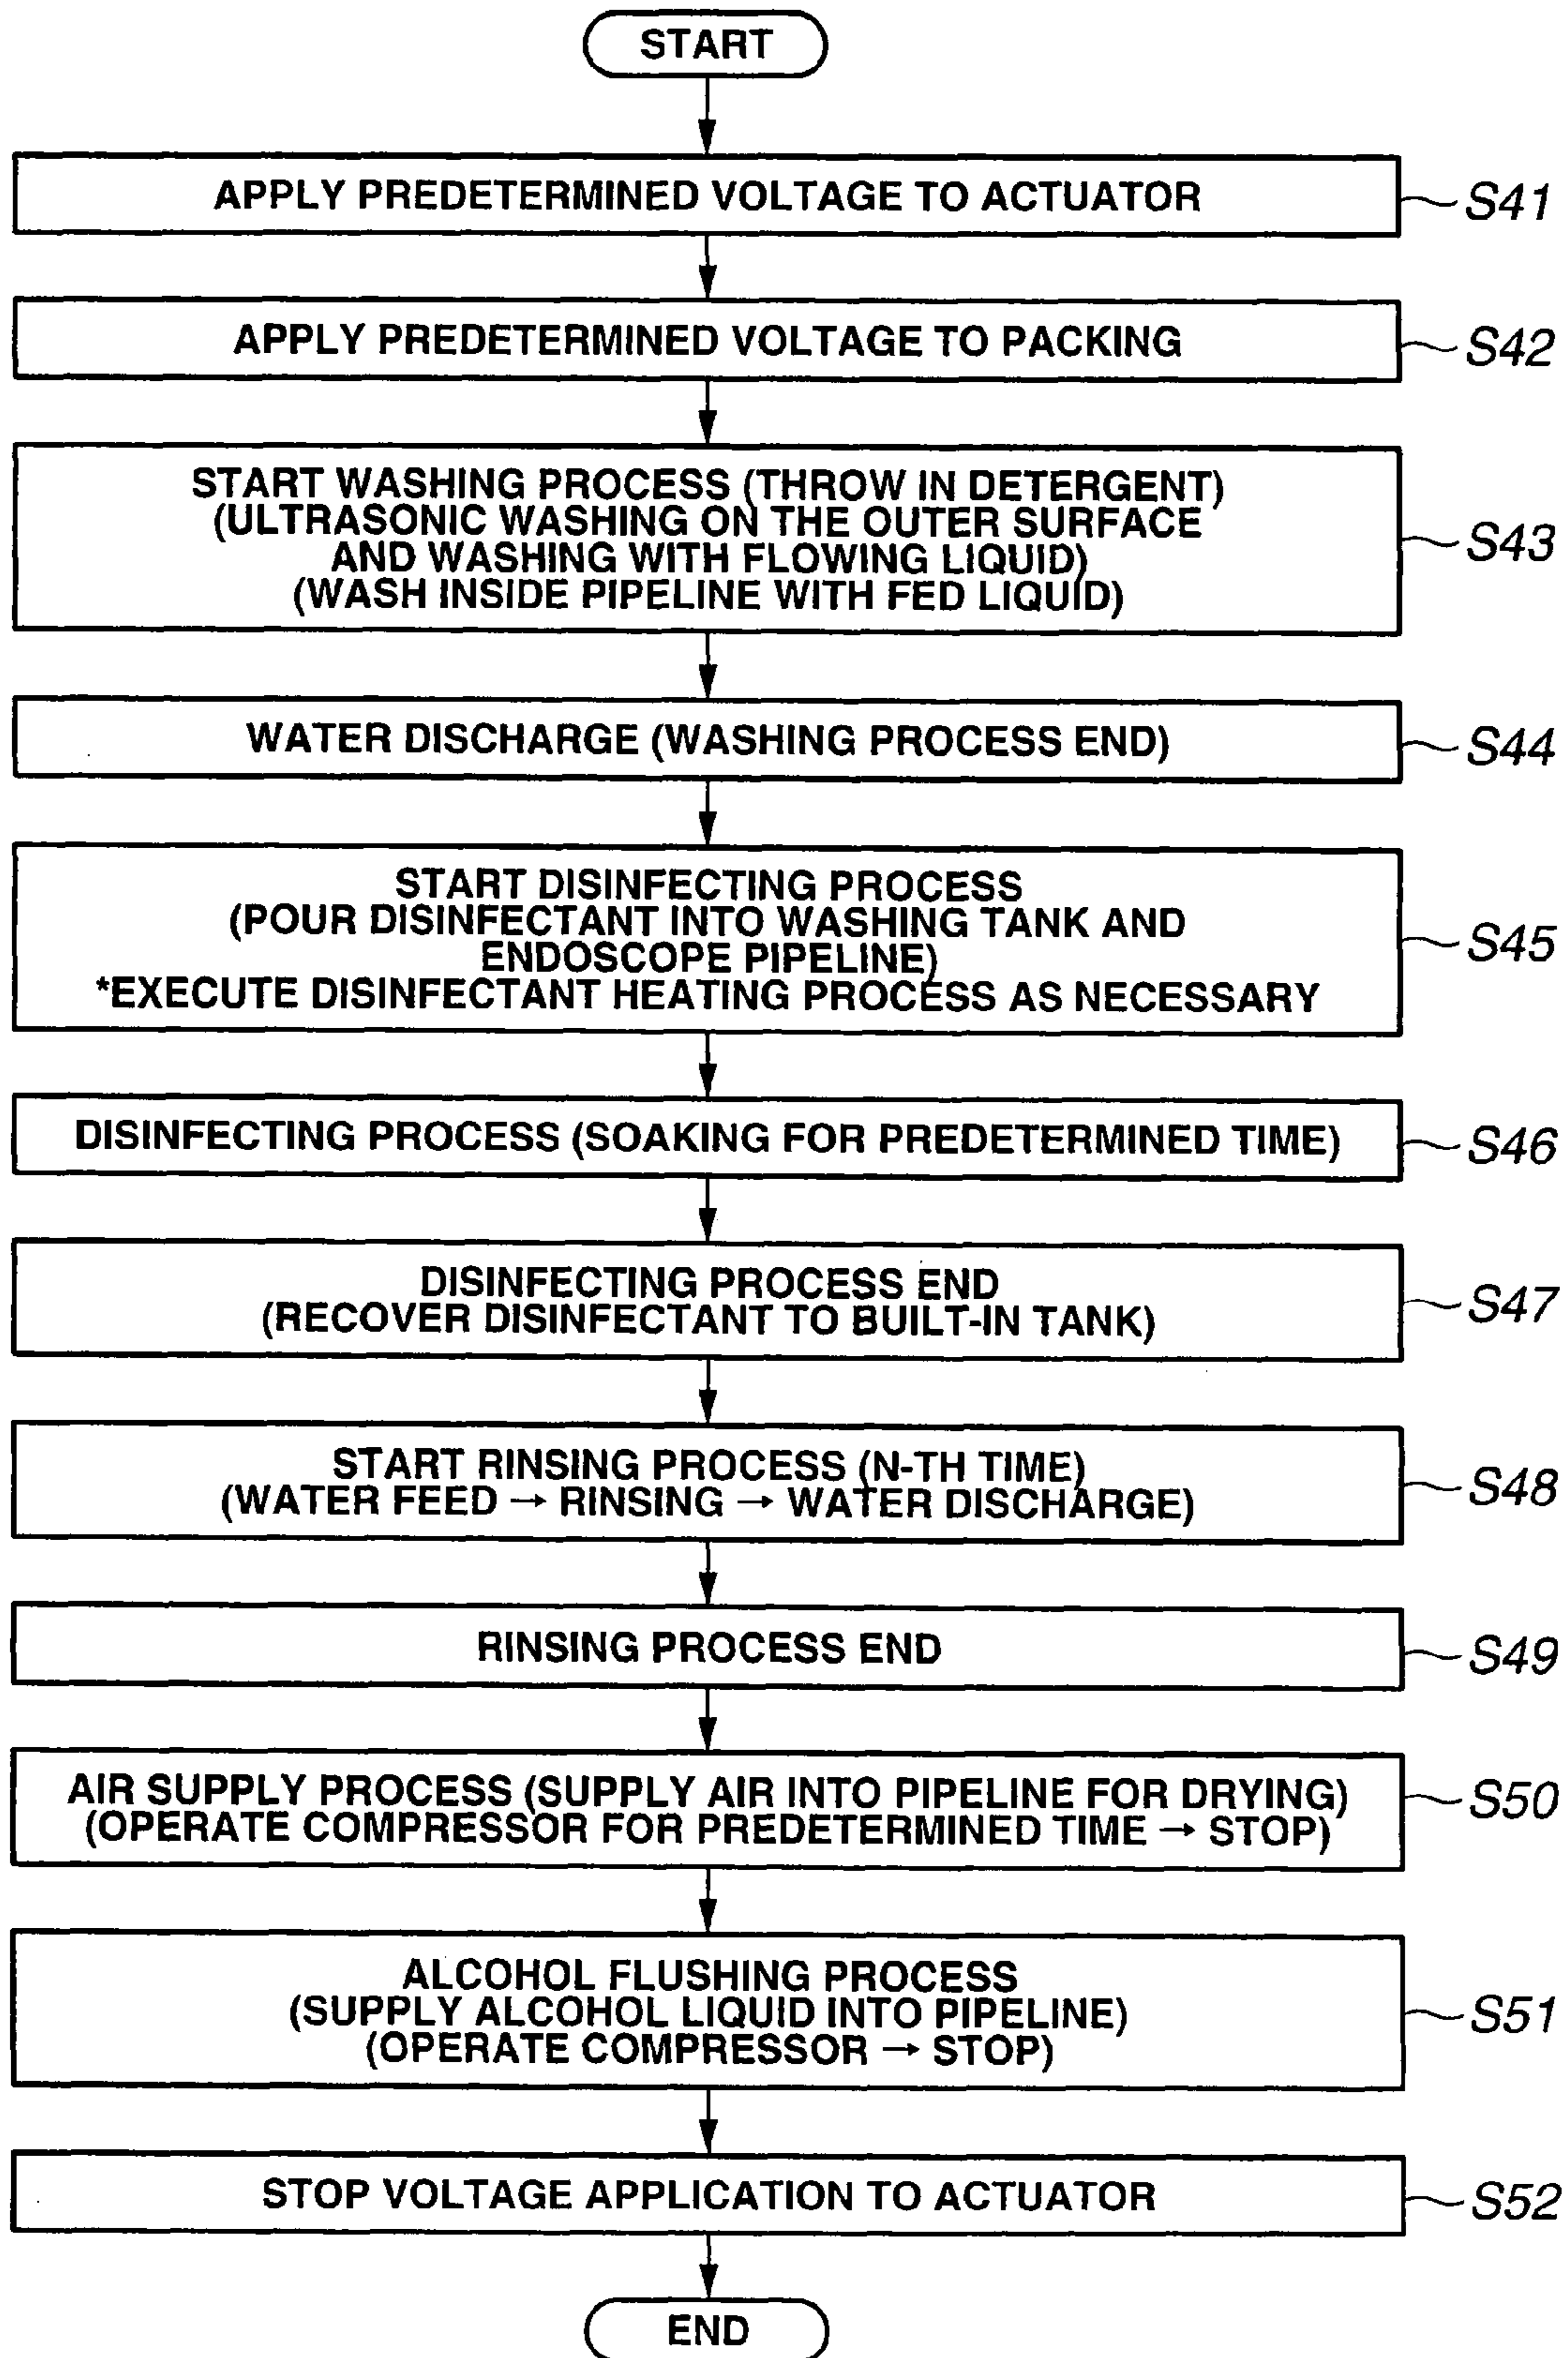 START
APPLY PREDETERMINED VOLTAGE TO ACTUATOR
S41
APPLY PREDETERMINED VOLTAGE TO PACKING
S42
START WASHING PROCESS (THROW IN DETERGENT)
(ULTRASONIC WASHING ON THE OUTER SURFACE
AND WASHING WITH FLOWING LIQUID)
(WASH INSIDE PIPELINE WITH FED LIQUID)
S43
WATER DISCHARGE (WASHING PROCESS END)
S44
START DISINFECTING PROCESS
(POUR DISINFECTANT INTO WASHING TANK AND
ENDOSCOPE PIPELINE)
*EXECUTE DISINFECTANT HEATING PROCESS AS NECESSARY
S45
DISINFECTING PROCESS (SOAKING FOR PREDETERMINED TIME)
S46
DISINFECTING PROCESS END
(RECOVER DISINFECTANT TO BUILT-IN TANK)
S47
START RINSING PROCESS (N-TH TIME)
(WATER FEED → RINSING → WATER DISCHARGE)
S48
RINSING PROCESS END
S49
AIR SUPPLY PROCESS (SUPPLY AIR INTO PIPELINE FOR DRYING)
(OPERATE COMPRESSOR FOR PREDETERMINED TIME → STOP)
S50
ALCOHOL FLUSHING PROCESS
(SUPPLY ALCOHOL LIQUID INTO PIPELINE)
(OPERATE COMPRESSOR → STOP)
S51
STOP VOLTAGE APPLICATION TO ACTUATOR
S52
END